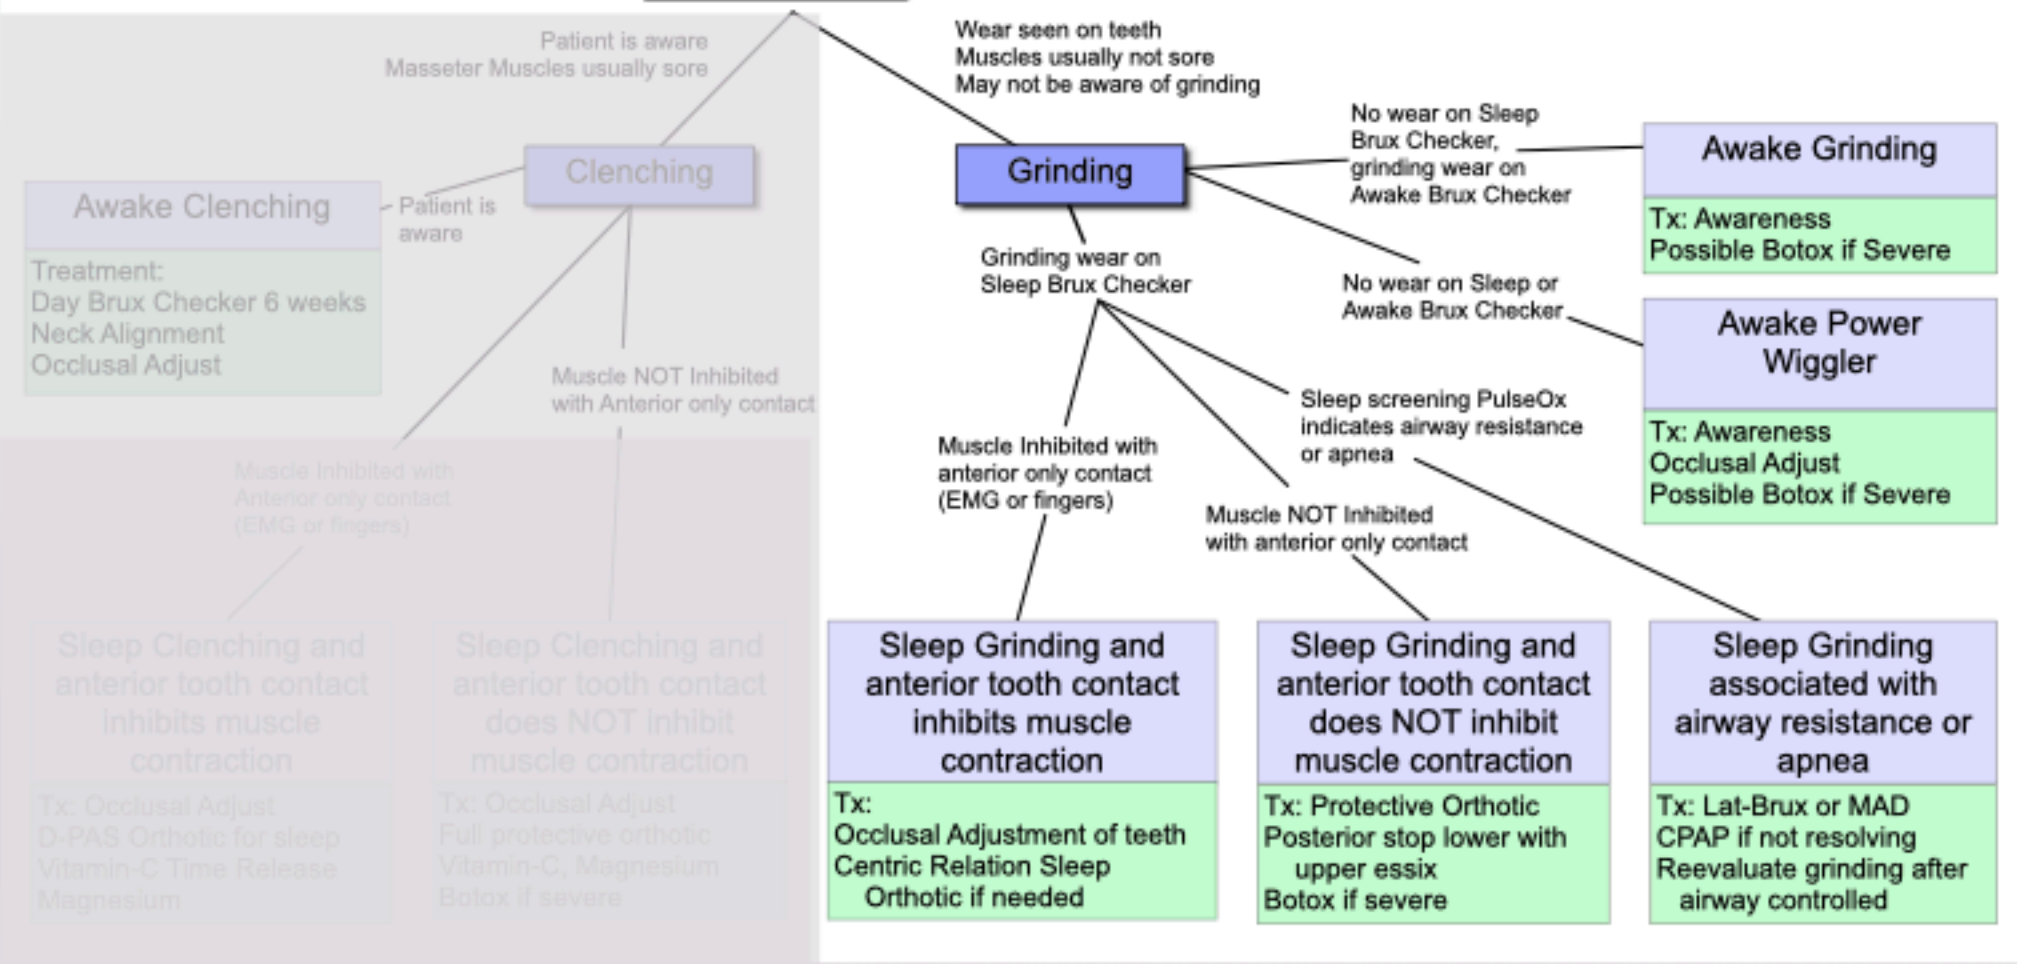 Patient is aware
Masseter Muscles usually sore
Wear seen on teeth
Muscles usually not sore
May not be aware of grinding
Clenching
Grinding
Awake Clenching
Patient is
aware
Treatment:
Day Brux Checker 6 weeks
Neck Alignment
Occlusal Adjust
Muscle NOT Inhibited
with Anterior only contact
Muscle Inhibited with
Anterior only contact
(EMG or fingers)
Sleep Clenching and
anterior tooth contact
inhibits muscle
contraction
Tx: Occlusal Adjust
D-PAS Orthotic for sleep
Vitamin-C Time Release
Magnesium
Sleep Clenching and
anterior tooth contact
does NOT inhibit
muscle contraction
Tx: Occlusal Adjust
Full protective orthotic
Vitamin-C, Magnesium
Botox if severe
No wear on Sleep
Brux Checker,
grinding wear on
Awake Brux Checker
Awake Grinding
Tx: Awareness
Possible Botox if Severe
No wear on Sleep or
Awake Brux Checker
Awake Power
Wiggler
Tx: Awareness
Occlusal Adjust
Possible Botox if Severe
Grinding wear on
Sleep Brux Checker
Muscle Inhibited with
anterior only contact
(EMG or fingers)
Muscle NOT Inhibited
with anterior only contact
Sleep screening PulseOx
indicates airway resistance
or apnea
Sleep Grinding and
anterior tooth contact
inhibits muscle
contraction
Tx:
Occlusal Adjustment of teeth
Centric Relation Sleep
Orthotic if needed
Sleep Grinding and
anterior tooth contact
does NOT inhibit
muscle contraction
Tx: Protective Orthotic
Posterior stop lower with
upper essix
Botox if severe
Sleep Grinding
associated with
airway resistance or
apnea
Tx: Lat-Brux or MAD
CPAP if not resolving
Reevaluate grinding after
airway controlled